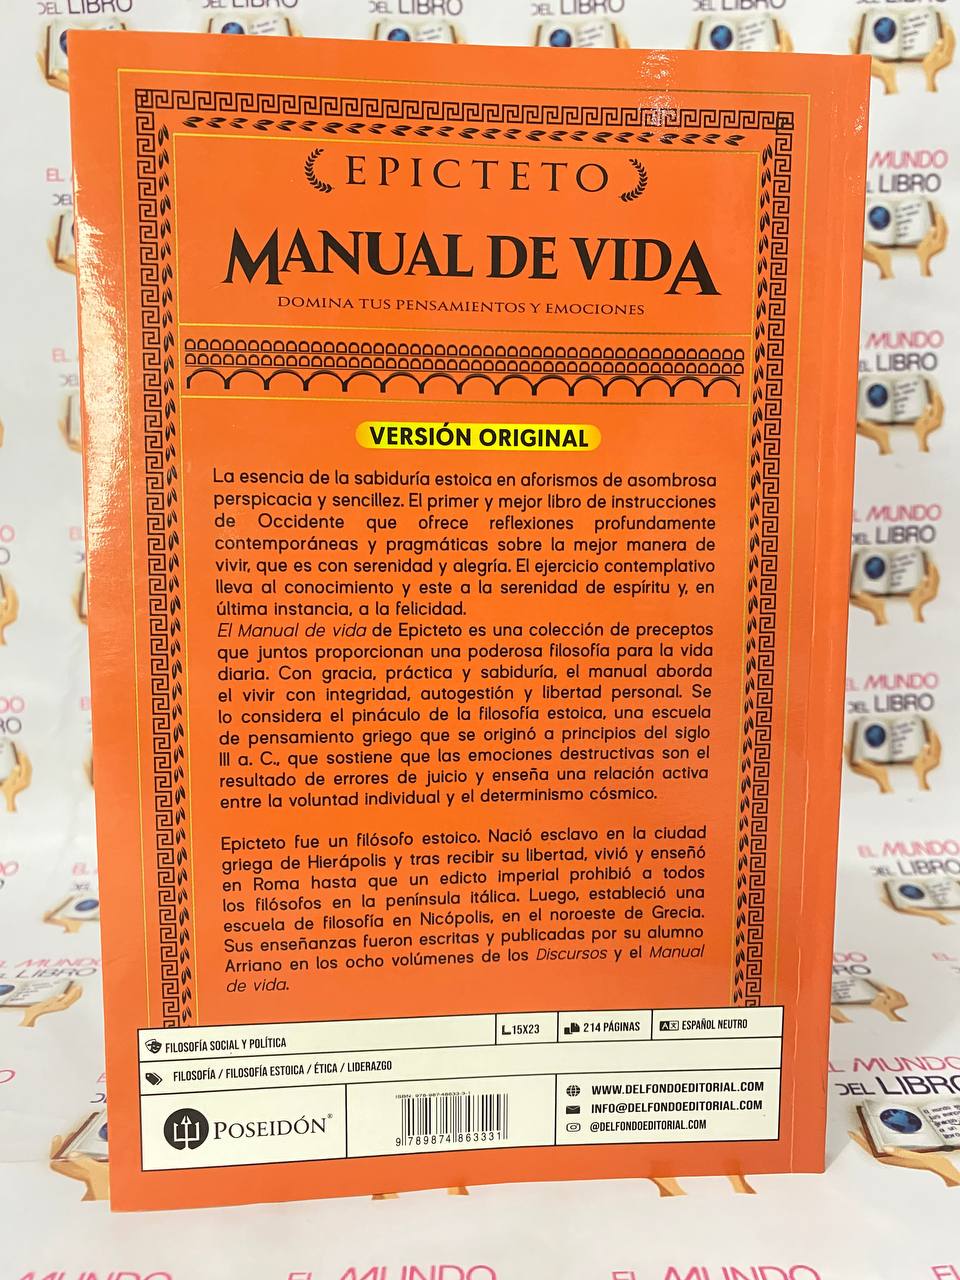 EPICTETO
MANUAL DE VIDA
DOMINA TUS PENSAMIENTOS Y EMOCIONES
VERSIÓN ORIGINAL
La esencia de la sabiduría estoica en aforismos de asombrosa
perspicacia y sencillez. El primer y mejor libro de instrucciones
de Occidente que ofrece reflexiones profundamente
contemporáneas y pragmáticas sobre la mejor manera de
vivir, que es con serenidad y alegría. El ejercicio contemplativo
lleva al conocimiento y este a la serenidad de espíritu y, en
última instancia, a la felicidad.
El Manual de vida de Epicteto es una colección de preceptos
que juntos proporcionan una poderosa filosofía para la vida
diaria. Con gracia, práctica y sabiduría, el manual aborda
el vivir con integridad, autogestión y libertad personal. Se
lo considera el pináculo de la filosofía estoica, una escuela
de pensamiento griego que se originó a principios del siglo
III a. C., que sostiene que las emociones destructivas son el
resultado de errores de juicio y enseña una relación activa
entre la voluntad individual y el determinismo cósmico.
Epicteto fue un filósofo estoico. Nació esclavo en la ciudad
griega de Hierápolis y tras recibir su libertad, vivió y enseñó
en Roma hasta que un edicto imperial prohibió a todos
los filósofos en la península itálica. Luego, estableció una
escuela de filosofía en Nicópolis, en el noroeste de Grecia.
Sus enseñanzas fueron escritas y publicadas por su alumno
Arriano en los ocho volúmenes de los Discursos y el Manual
de vida.
FILOSOFÍA SOCIAL Y POLÍTICA
15X23
214 PÁGINAS
ESPAÑOL NEUTRO
FILOSOFÍA / FILOSOFÍA ESTOICA / ÉTICA / LIDERAZGO
POSEIDÓN®
ISBN: 978-987-48633-3-1
9 789874 863331
WWW.DELFONDOEDITORIAL.COM
INFO@DELFONDOEDITORIAL.COM
@DELFONDOEDITORIAL.COM
EL MUNDO
DEL LIBRO